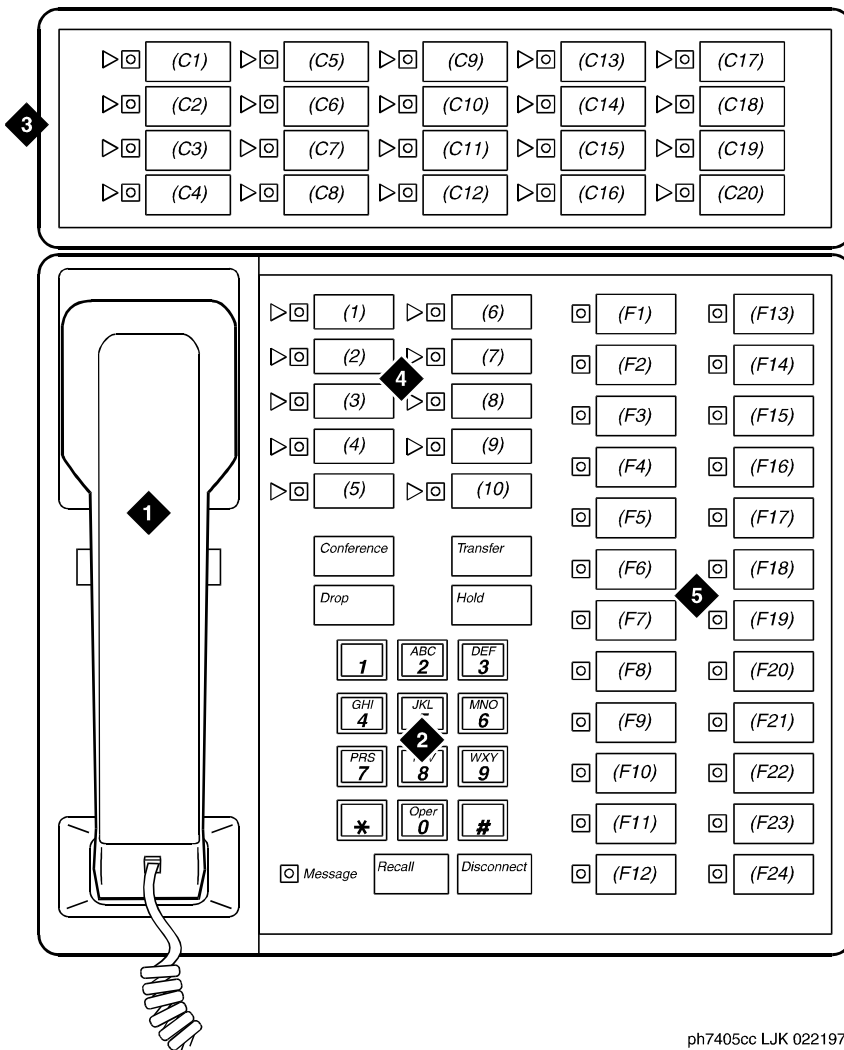 (C1) (C5) (C9) (C13) (C17)
(C2) (C6) (C10) (C14) (C18)
3
(C3) (C7) (C11) (C15) (C19)
(C4) (C8) (C12) (C16) (C20)
(1) (6) (F1) (F13)
(2) (7) (F2) (F14)
4
(3) (8) (F3) (F15)
(4) (9) (F4) (F16)
(5) (10) (F5) (F17)
1
Conference Transfer (F6) (F18)
Drop Hold
5
(F7) (F19)
1 ABC 2 DEF 3
(F8) (F20)
GHI 4 JKL MNO 6
(F9) (F21)
2
PRS 7 8 WXY 9
(F10) (F22)
* Oper 0 #
(F11) (F23)
Message Recall Disconnect
(F12) (F24)
ph7405cc LJK 022197